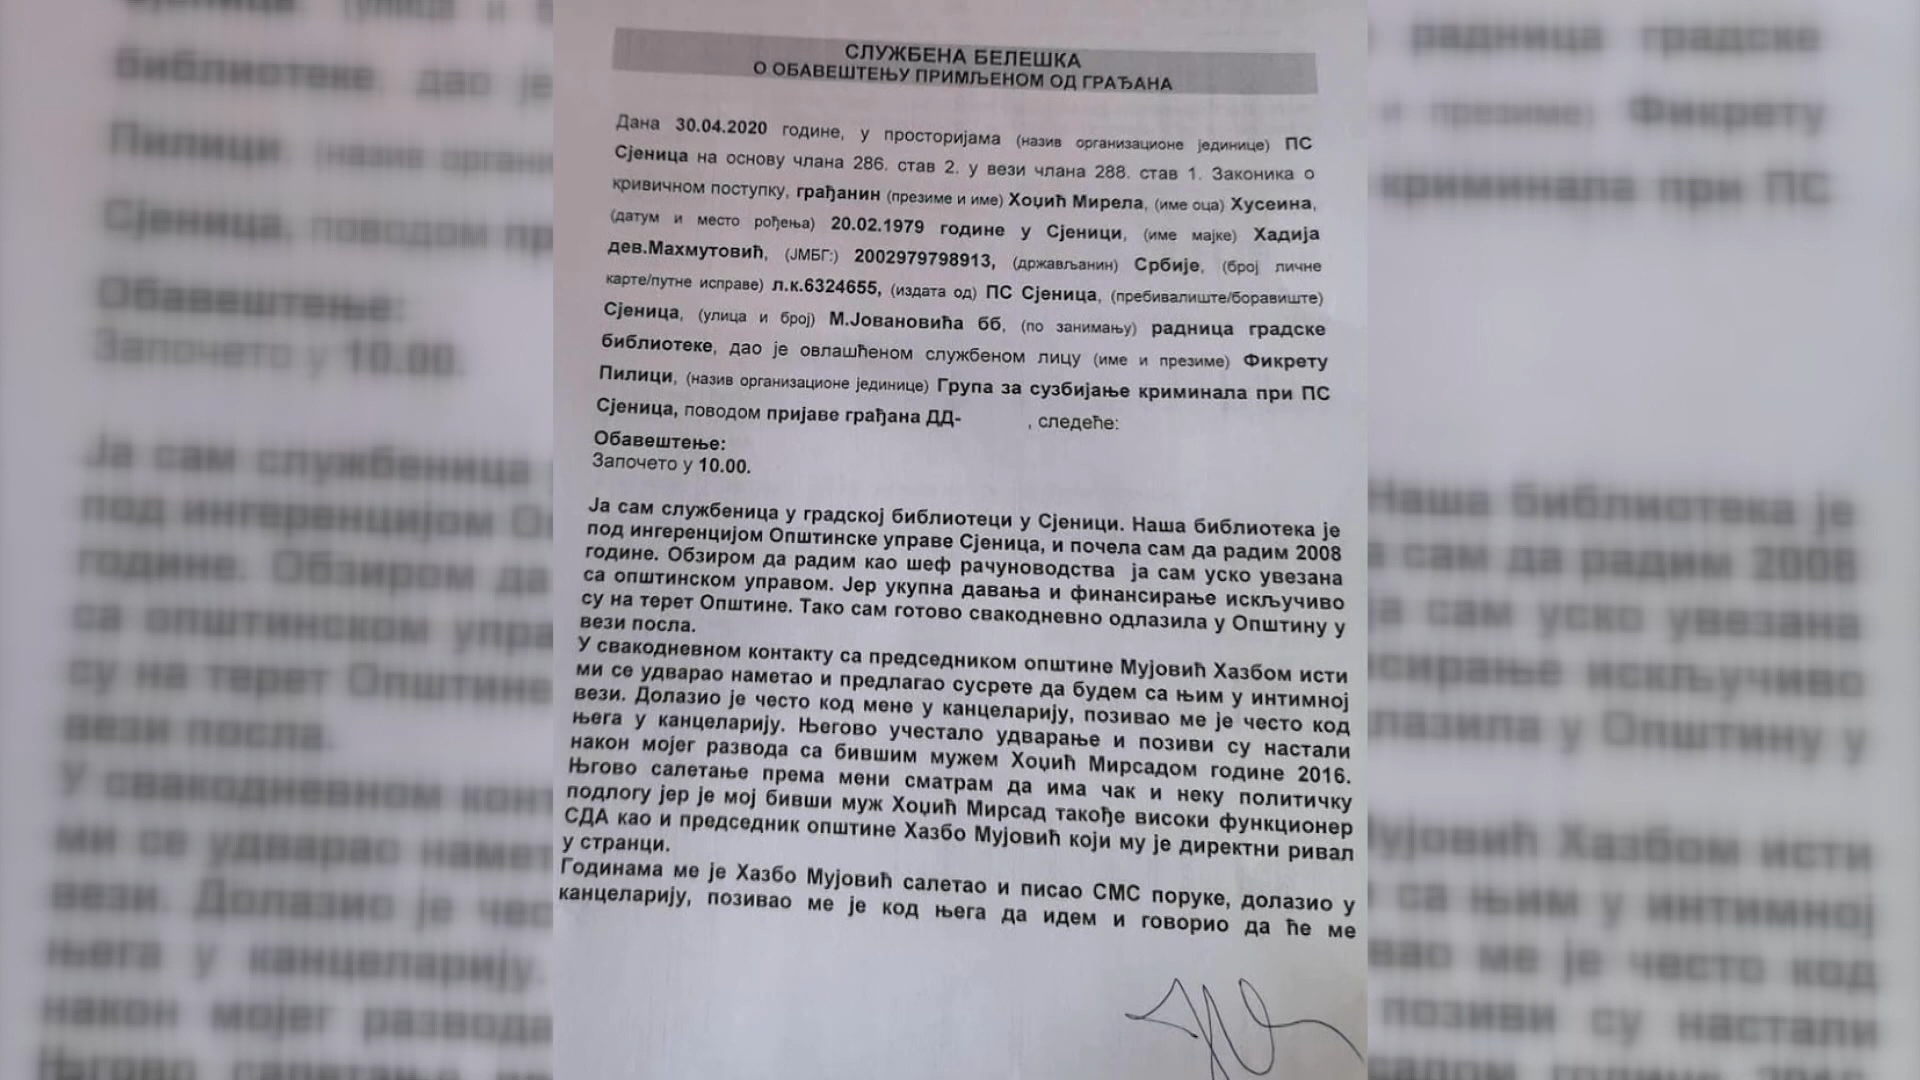 СЛУЖБЕНА БЕЛЕШКА
О ОБАВЕШТЕЊУ ПРИМЉЕНОМ ОД ГРАЂАНА
Дана 30.04.2020 године, у просторијама (назив организационе јединице) ПС
Сјеница на основу члана 286. став 2. у вези члана 288. став 1. Законика о
кривичном поступку, грађанин (презиме и име) Хоџић Мирела, (име оца) Хусеина,
(датум и место рођења) 20.02.1979 године у Сјеници, (име мајке) Хадија
дев.Махмутовић, (ЈМБГ:) 2002979798913, (држављанин) Србије, (број личне
карте/путне исправе) л.к.6324655, (издата од) ПС Сјеница, (пребивалиште/боравиште)
Сјеница, (улица и број) М.Јовановића бб, (по занимању) радница градске
библиотеке, дао је овлашћеном службеном лицу (име и презиме) Фикрету
Пилици, (назив организационе јединице) Група за сузбијање криминала при ПС
Сјеница, поводом пријаве грађана ДД- , следеће:
Обавештење:
Започето у 10.00.
Ја сам службеница у градској библиотеци у Сјеници. Наша библиотека је
под ингеренцијом Општинске управе Сјеница, и почела сам да радим 2008
године. Обзиром да радим као шеф рачуноводства ја сам уско увезана
са општинском управом. Јер укупна давања и финансирање искључиво
су на терет Општине. Тако сам готово свакодневно одлазила у Општину у
вези посла.
У свакодневном контакту са председником општине Мујовић Хазбом исти
ми се удварао наметао и предлагао сусрете да будем са њим у интимној
вези. Долазио је често код мене у канцеларију, позивао ме је често код
њега у канцеларију. Његово учестало удварање и позиви су настали
након мојег развода са бившим мужем Хоџић Мирсадом године 2016.
Њгово салетање према мени сматрам да има чак и неку политичку
подлогу јер је мој бивши муж Хоџић Мирсад такође високи функционер
СДА као и председник општине Хазбо Мујовић који му је директни ривал
у странци.
Годинама ме је Хазбо Мујовић салетао и писао СМС поруке, долазио у
канцеларију, позивао ме је код њега да идем и говорио да ће ме